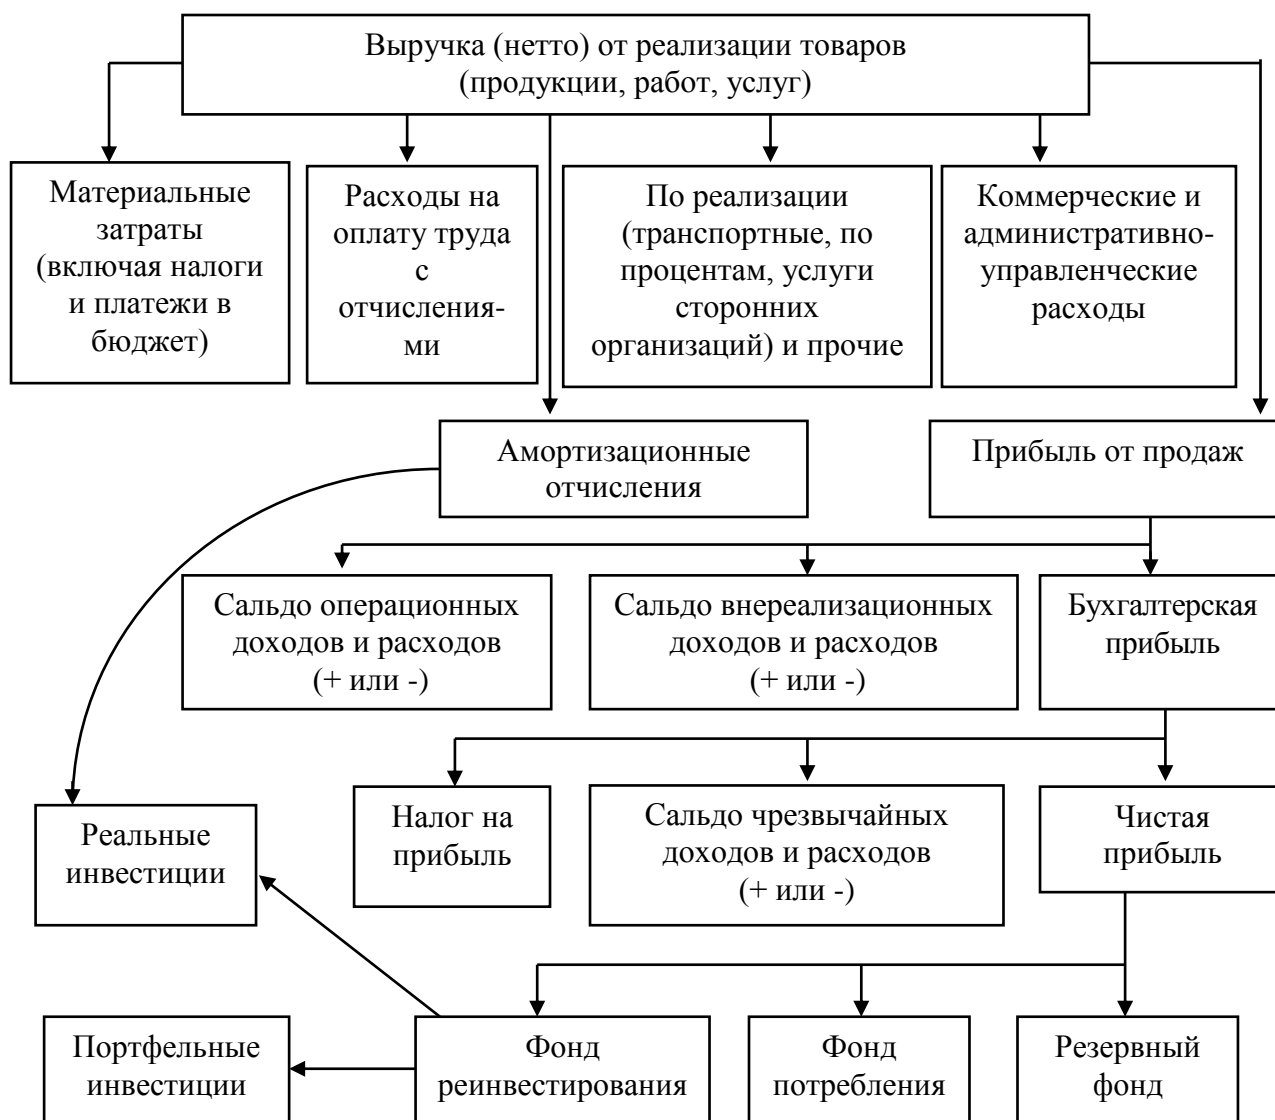 Выручка (нетто) от реализации товаров
(продукции, работ, услуг)
Материальные
затраты
(включая налоги
и платежи в
бюджет)
Расходы на
оплату труда
с
отчисления-
ми
По реализации
(транспортные, по
процентам, услуги
сторонних
организаций) и прочие
Коммерческие и
административно-
управленческие
расходы
Амортизационные
отчисления
Прибыль от продаж
Сальдо операционных
доходов и расходов
(+ или -)
Сальдо внереализационных
доходов и расходов
(+ или -)
Бухгалтерская
прибыль
Реальные
инвестиции
Налог на
прибыль
Сальдо чрезвычайных
доходов и расходов
(+ или -)
Чистая
прибыль
Портфельные
инвестиции
Фонд
реинвестирования
Фонд
потребления
Резервный
фонд